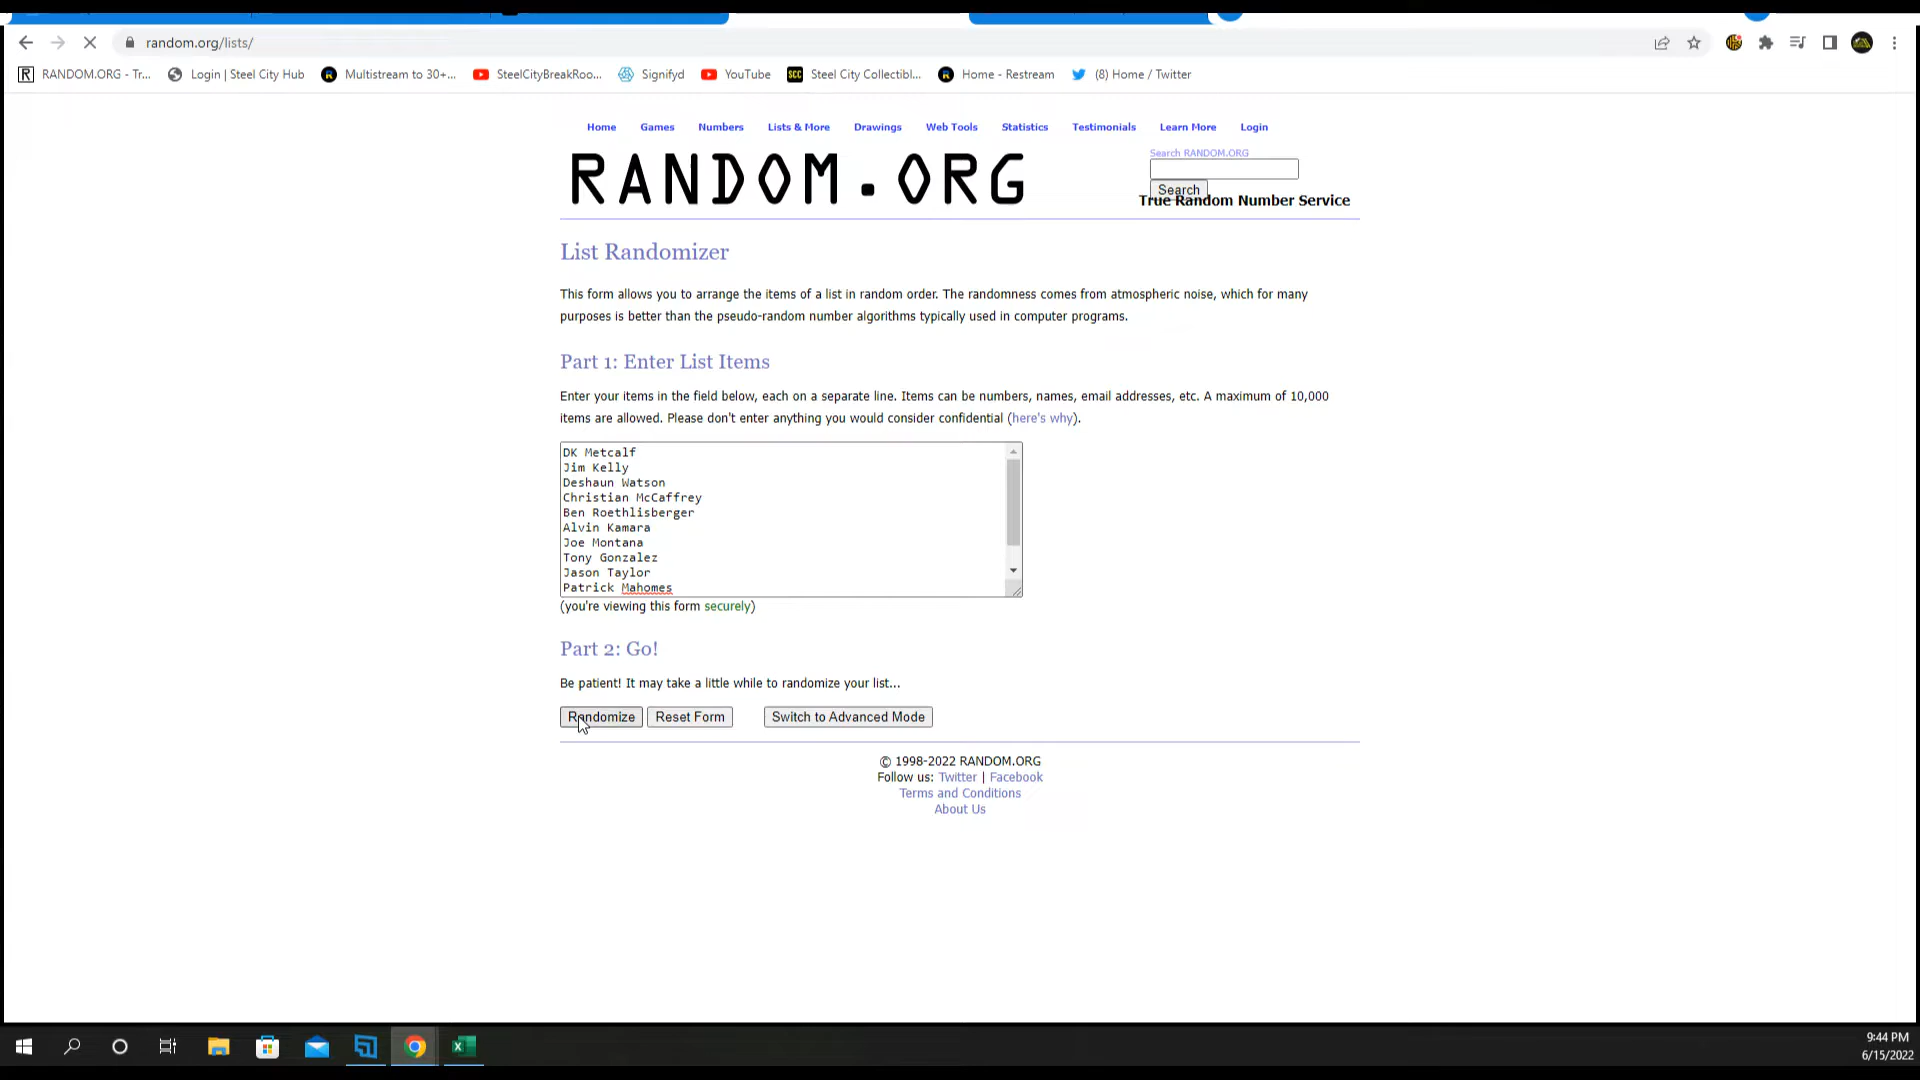 random.org/lists/
RANDOM.ORG - Tr...
Login | Steel City Hub
Multistream to 30+...
SteelCityBreakRoo...
Signifyd
YouTube
SCC
Steel City Collectibl...
Home - Restream
(8) Home / Twitter
Home Games Numbers Lists & More Drawings Web Tools Statistics Testimonials Learn More Login
RANDOM.ORG
Search RANDOM.ORG
Search
True Random Number Service
List Randomizer
This form allows you to arrange the items of a list in random order. The randomness comes from atmospheric noise, which for many
purposes is better than the pseudo-random number algorithms typically used in computer programs.
Part 1: Enter List Items
Enter your items in the field below, each on a separate line. Items can be numbers, names, email addresses, etc. A maximum of 10,000
items are allowed. Please don't enter anything you would consider confidential (here's why).
DK Metcalf
Jim Kelly
Deshaun Watson
Christian McCaffrey
Ben Roethlisberger
Alvin Kamara
Joe Montana
Tony Gonzalez
Jason Taylor
Patrick Mahomes
(you're viewing this form securely)
Part 2: Go!
Be patient! It may take a little while to randomize your list...
Randomize
Reset Form
Switch to Advanced Mode
© 1998-2022 RANDOM.ORG
Follow us: Twitter | Facebook
Terms and Conditions
About Us
9:44 PM
6/15/2022